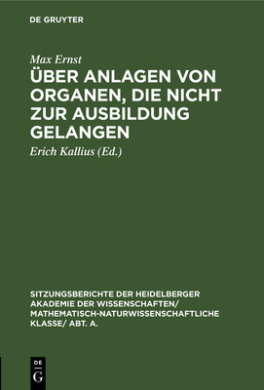 DE GRUYTER
Max Ernst
ÜBER ANLAGEN VON
ORGANEN, DIE NICHT
ZUR AUSBILDUNG
GELANGEN
Erich Kallius (Ed.)
SITZUNGSBERICHTE DER HEIDELBERGER
AKADEMIE DER WISSENSCHAFTEN/
MATHEMATISCH-NATURWISSENSCHAFTLICHE
KLASSE/ ABT. A.
DE
G